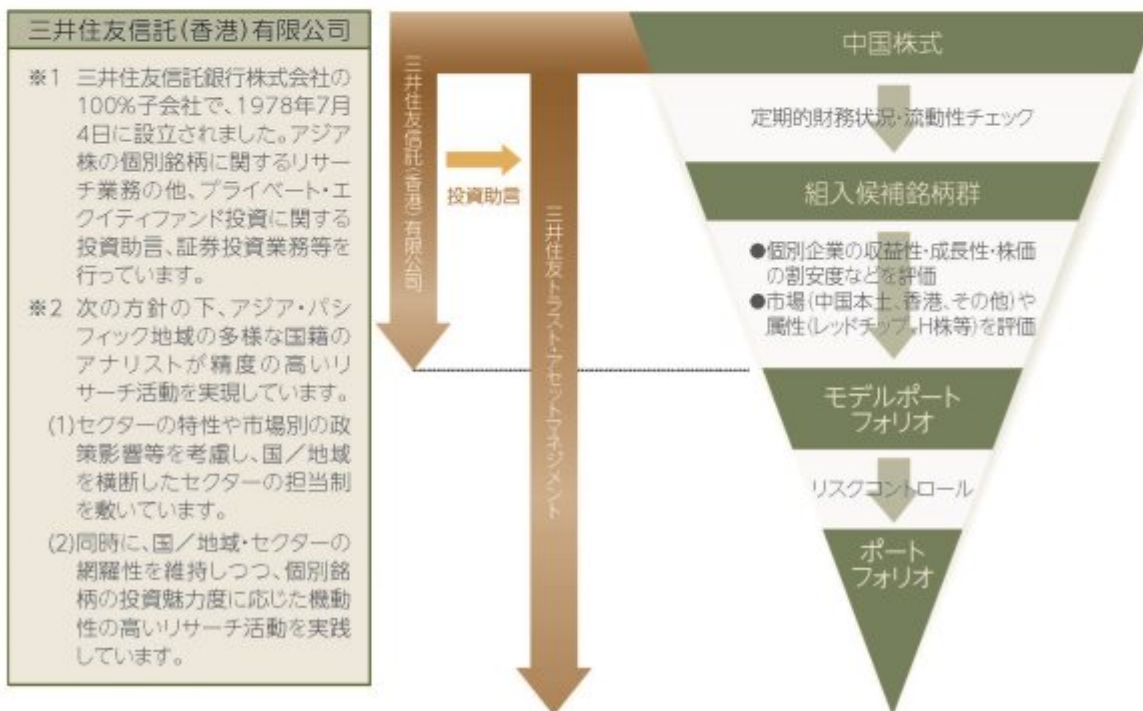 三井住友信託(香港)有限公司
※1 三井住友信託銀行株式会社の
100%子会社で、1978年7月
4日に設立されました。アジア
株の個別銘柄に関するリサー
チ業務の他、プライベート・エ
クイティファンド投資に関する
投資助言、証券投資業務等を
行っています。
※2 次の方針の下、アジア・パシ
フィック地域の多様な国籍の
アナリストが精度の高いリ
サーチ活動を実現しています。
(1)セクターの特性や市場別の政
策影響等を考慮し、国/地域
を横断したセクターの担当制
を敷いています。
(2)同時に、国/地域・セクターの
網羅性を維持しつつ、個別銘
柄の投資魅力度に応じた機動
性の高いリサーチ活動を実践
しています。
三井住友信託(香港)有限公司
投資助言
三井住友トラスト・アセットマネジメント
中国株式
定期的財務状況・流動性チェック
組入候補銘柄群
●個別企業の収益性・成長性・株価
の割安度などを評価
●市場(中国本土、香港、その他)や
属性(レッドチップ、H株等)を評価
モデルポート
フォリオ
リスクコントロール
ポート
フォリオ